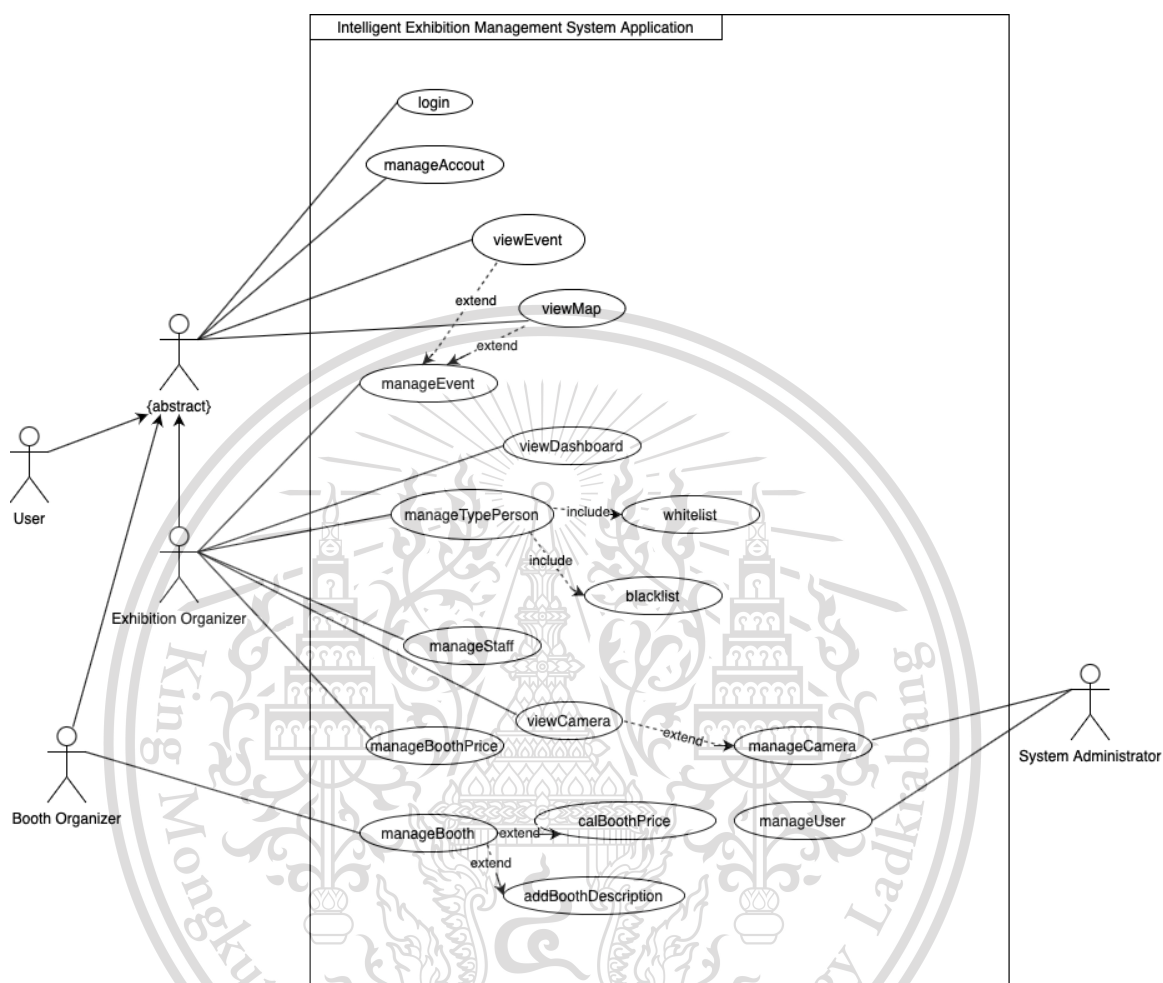 Intelligent Exhibition Management System Application
login
manageAccout
viewEvent
extend
viewMap
extend
manageEvent
{abstract}
viewDashboard
User
manageTypePerson
include
whitelist
include
blacklist
Exhibition Organizer
manageStaff
viewCamera
extend
manageBoothPrice
manageCamera
System Administrator
Booth Organizer
manageBooth
extend
calBoothPrice
manageUser
extend
addBoothDescription
King Mongku
Ladkrabang